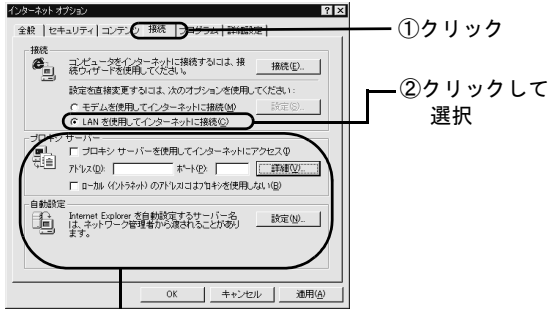 インターネット オプション
全般 セキュリティ コンテンツ 接続 プログラム 詳細設定
接続
コンピュータをインターネットに接続するには、接
続ウィザードを使用してください。
接続(E)...
設定を直接変更するには、次のオプションを使用してください:
モデムを使用してインターネットに接続(M)
設定(S)...
LAN を使用してインターネットに接続(C)
プロキシ サーバー
プロキシ サーバーを使用してインターネットにアクセス(I)
アドレス(D): ポート(P): 詳細(V)...
ローカル (イントラネット) のアドレスにはプロキシを使用しない(B)
自動設定
Internet Explorer を自動設定するサーバー名
は、ネットワーク管理者から渡されることがあり
ます。
設定(N)...
OK キャンセル 適用(A)
①クリック
②クリックして
選択